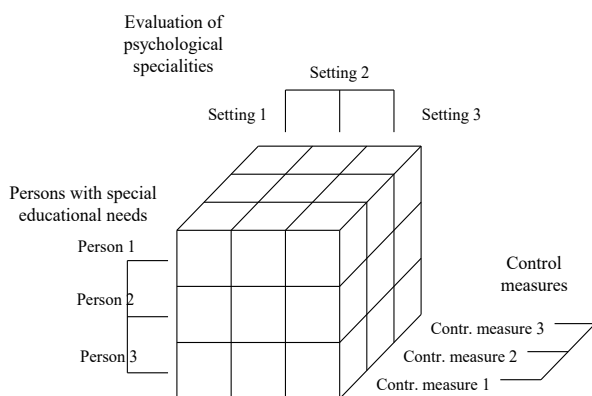 Evaluation of
psychological
specialities
Setting 2
Setting 1
Setting 3
Persons with special
educational needs
Person 1
Person 2
Person 3
Control
measures
Contr. measure 3
Contr. measure 2
Contr. measure 1